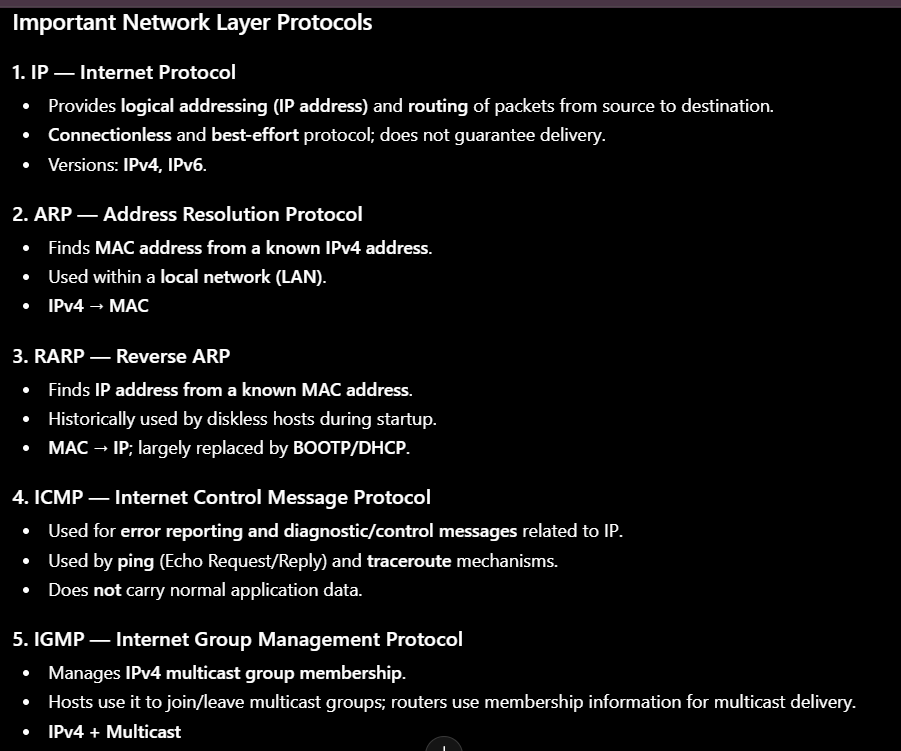 Important Network Layer Protocols
1. IP — Internet Protocol
• Provides logical addressing (IP address) and routing of packets from source to destination.
• Connectionless and best-effort protocol; does not guarantee delivery.
• Versions: IPv4, IPv6.
2. ARP — Address Resolution Protocol
• Finds MAC address from a known IPv4 address.
• Used within a local network (LAN).
• IPv4 → MAC
3. RARP — Reverse ARP
• Finds IP address from a known MAC address.
• Historically used by diskless hosts during startup.
• MAC → IP; largely replaced by BOOTP/DHCP.
4. ICMP — Internet Control Message Protocol
• Used for error reporting and diagnostic/control messages related to IP.
• Used by ping (Echo Request/Reply) and traceroute mechanisms.
• Does not carry normal application data.
5. IGMP — Internet Group Management Protocol
• Manages IPv4 multicast group membership.
• Hosts use it to join/leave multicast groups; routers use membership information for multicast delivery.
• IPv4 + Multicast